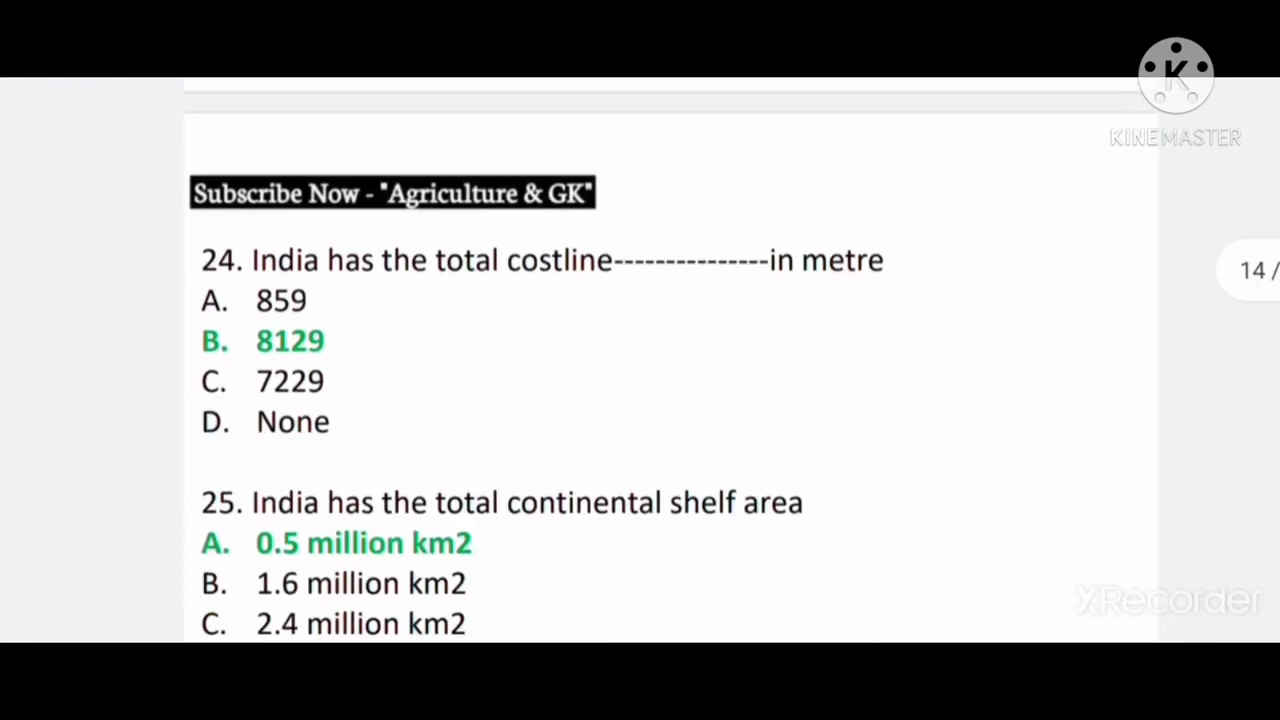 KINEMASTER
Subscribe Now - "Agriculture & GK"
24. India has the total costline---------------in metre
A. 859
B. 8129
C. 7229
D. None
14 /
25. India has the total continental shelf area
A. 0.5 million km2
B. 1.6 million km2
C. 2.4 million km2
XRecorder